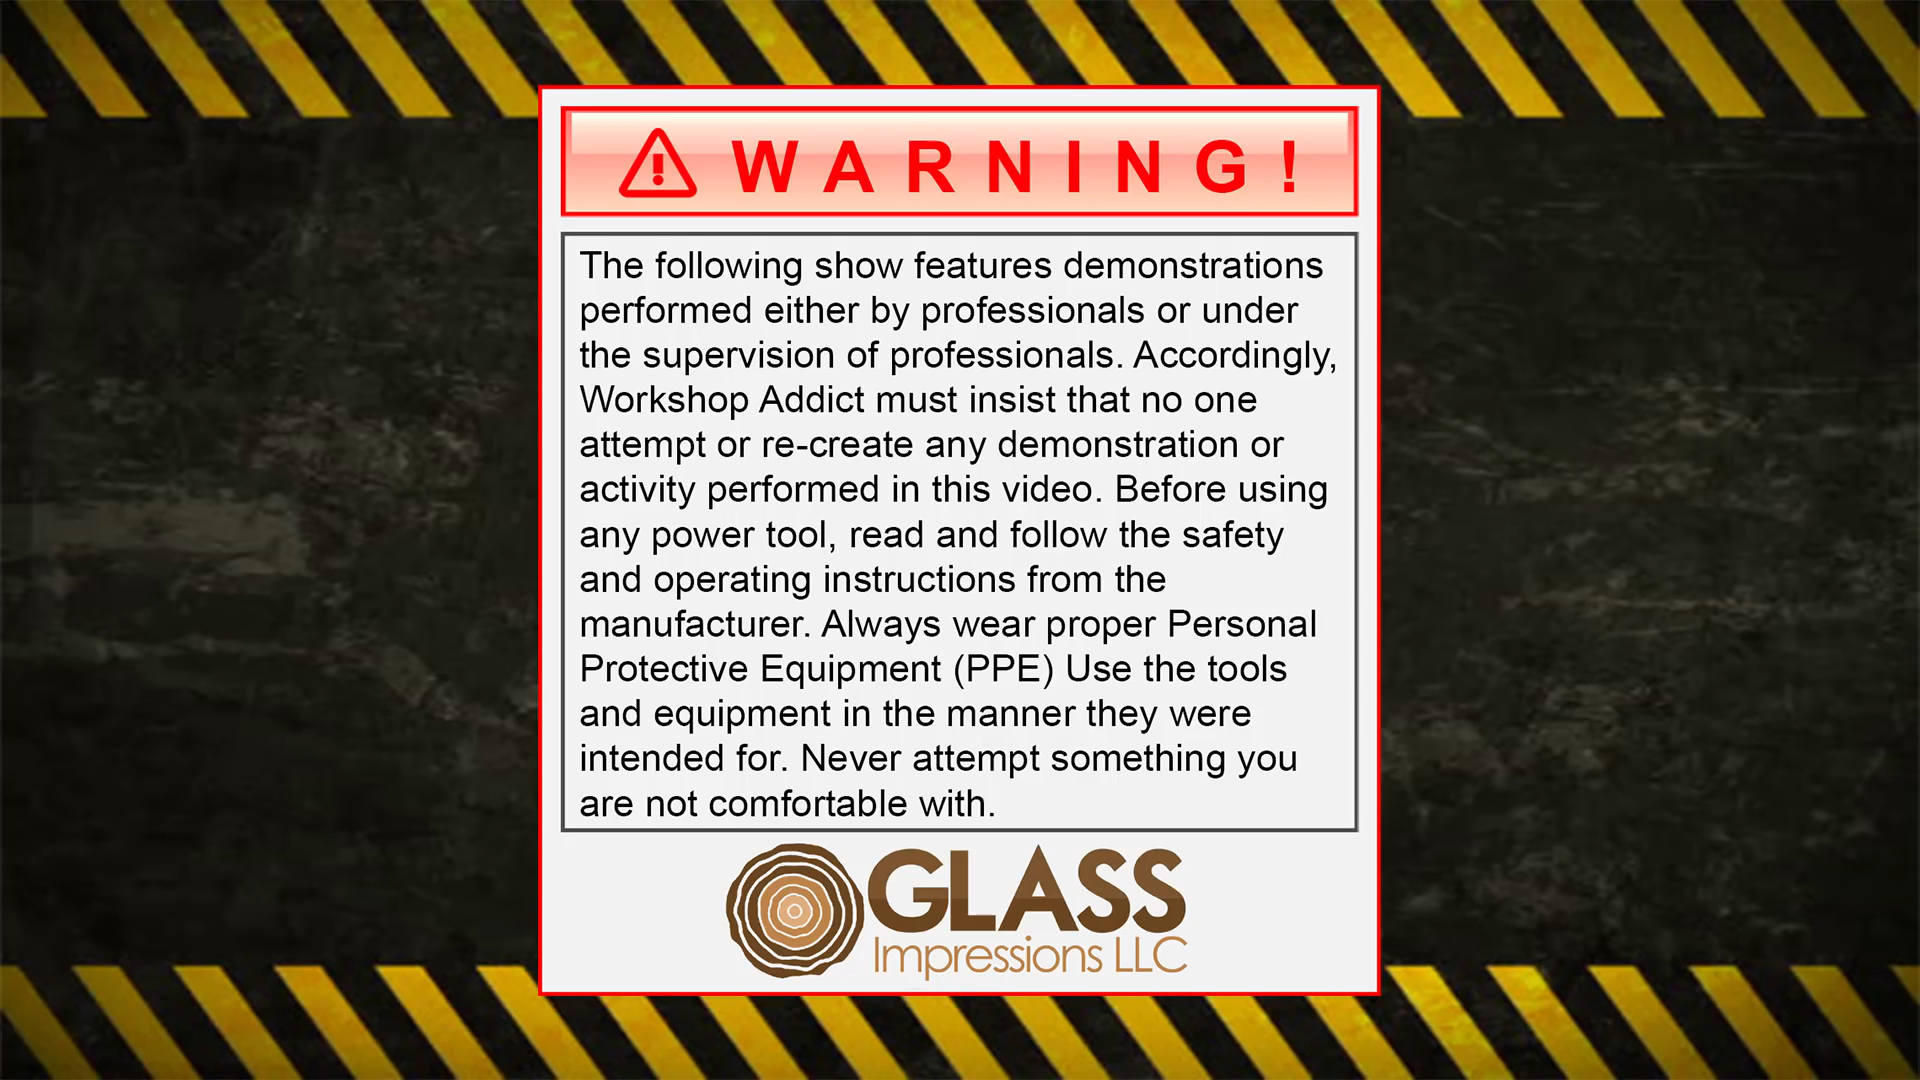 WARNING!
The following show features demonstrations
performed either by professionals or under
the supervision of professionals. Accordingly,
Workshop Addict must insist that no one
attempt or re-create any demonstration or
activity performed in this video. Before using
any power tool, read and follow the safety
and operating instructions from the
manufacturer. Always wear proper Personal
Protective Equipment (PPE) Use the tools
and equipment in the manner they were
intended for. Never attempt something you
are not comfortable with.
GLASS
Impressions LLC